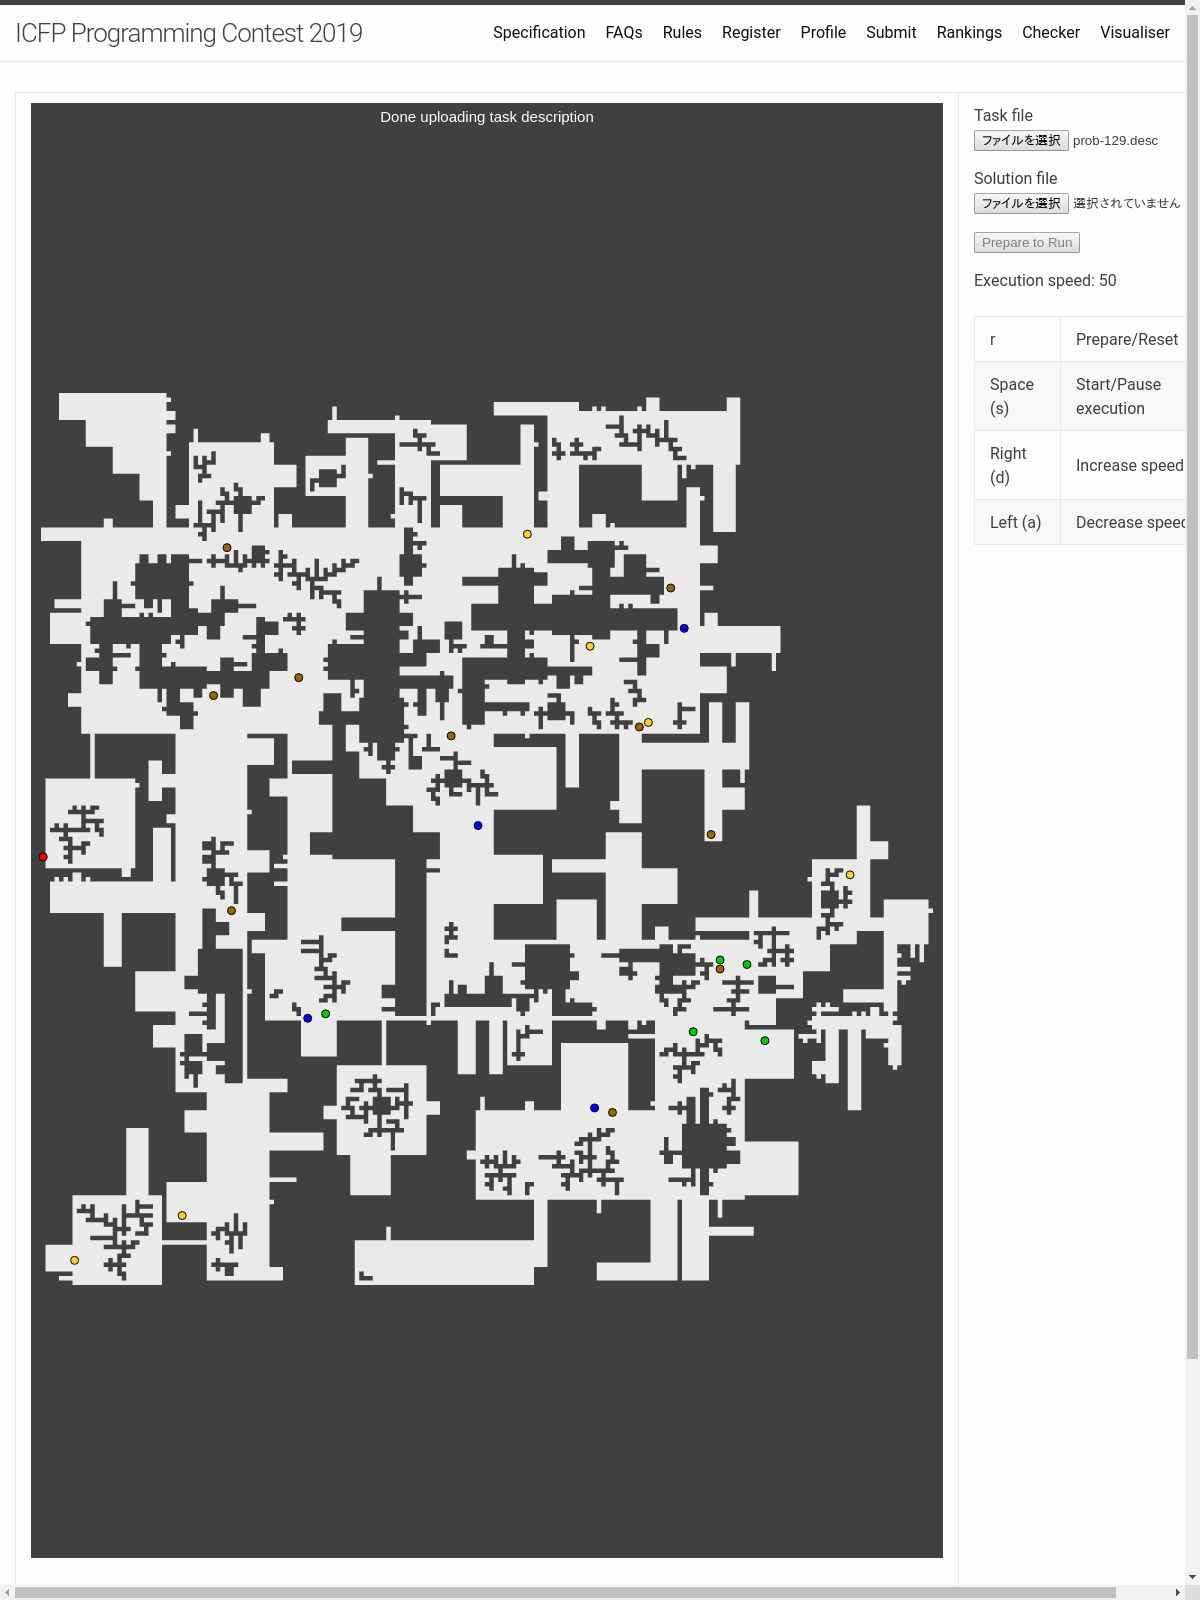 ICFP Programming Contest 2019
Specification FAQs Rules Register Profile Submit Rankings Checker Visualiser
Done uploading task description
Task file
ファイルを選択 prob-129.desc
Solution file
ファイルを選択 選択されていません
Prepare to Run
Execution speed: 50
r Prepare/Reset
Space (s) Start/Pause execution
Right (d) Increase speed
Left (a) Decrease speed